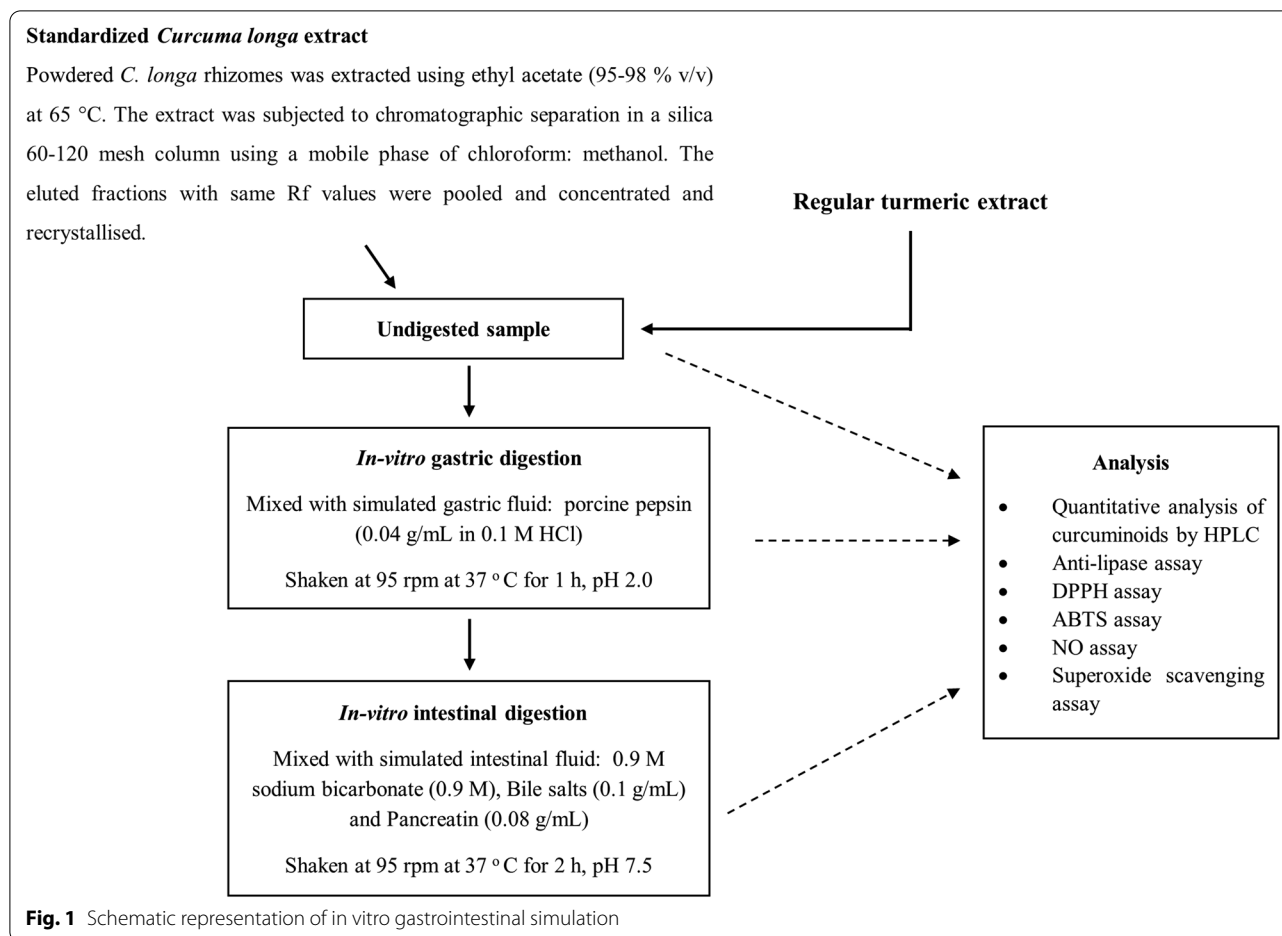 Standardized Curcuma longa extract
Powdered C. longa rhizomes was extracted using ethyl acetate (95-98 % v/v)
at 65 °C. The extract was subjected to chromatographic separation in a silica
60-120 mesh column using a mobile phase of chloroform: methanol. The
eluted fractions with same Rf values were pooled and concentrated and
recrystallised.
Regular turmeric extract
Undigested sample
In-vitro gastric digestion
Mixed with simulated gastric fluid: porcine pepsin
(0.04 g/mL in 0.1 M HCl)
Shaken at 95 rpm at 37 ° C for 1 h, pH 2.0
In-vitro intestinal digestion
Mixed with simulated intestinal fluid: 0.9 M
sodium bicarbonate (0.9 M), Bile salts (0.1 g/mL)
and Pancreatin (0.08 g/mL)
Shaken at 95 rpm at 37 ° C for 2 h, pH 7.5
Analysis
• Quantitative analysis of
curcuminoids by HPLC
• Anti-lipase assay
• DPPH assay
• ABTS assay
• NO assay
• Superoxide scavenging
assay
Fig. 1 Schematic representation of in vitro gastrointestinal simulation